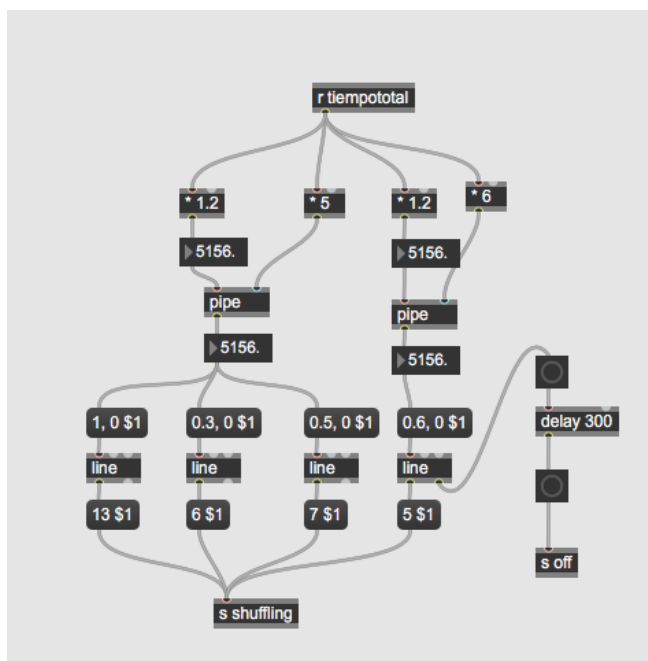 r tiempototal
* 1.2
* 5
* 1.2
* 6
5156.
5156.
pipe
pipe
5156.
5156.
1, 0 $1
0.3, 0 $1
0.5, 0 $1
0.6, 0 $1
delay 300
line
line
line
line
13 $1
6 $1
7 $1
5 $1
s off
s shuffling